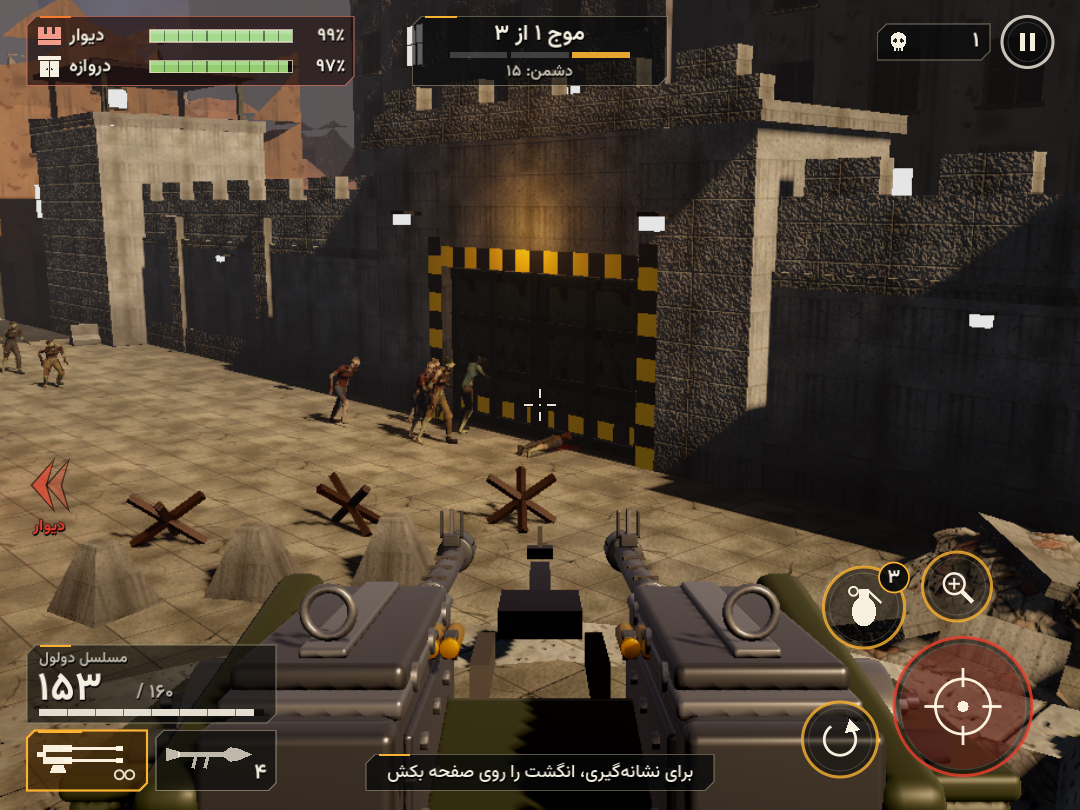 دیوار ۹۹٪
دروازه ۹۷٪
موج ۱ از ۳
دشمن: ۱۵
۱
دیوار
۳
مسلسل دولول
۱۵۳ / ۱۶۰
∞
۴
برای نشانه‌گیری، انگشت را روی صفحه بکش